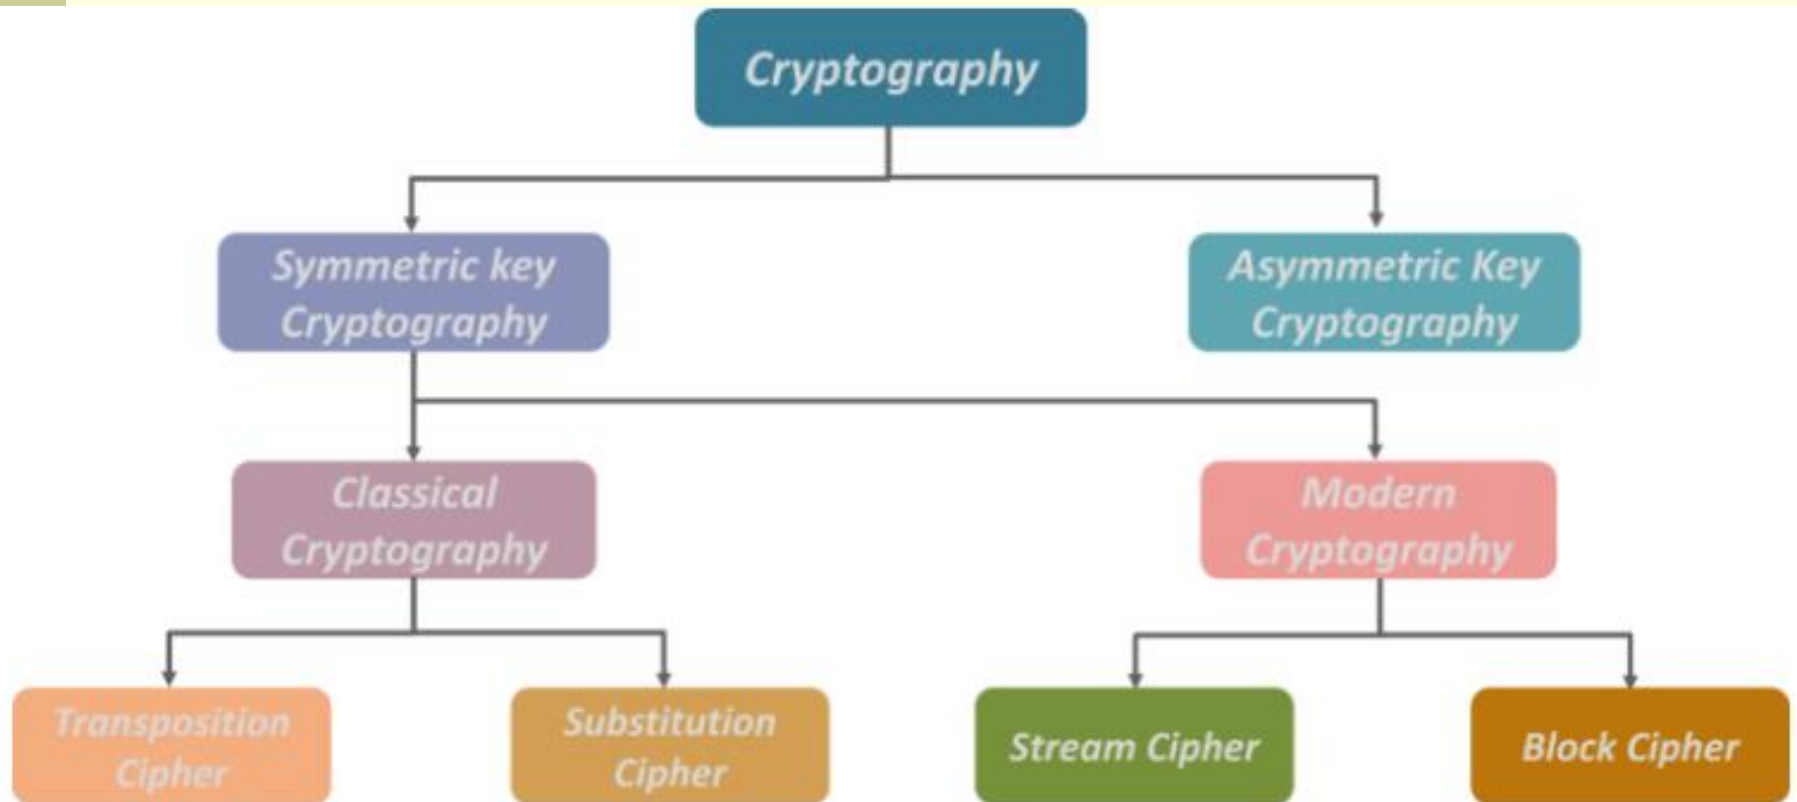 Cryptography
Symmetric key
Cryptography
Asymmetric Key
Cryptography
Classical
Cryptography
Modern
Cryptography
Transposition
Cipher
Substitution
Cipher
Stream Cipher
Block Cipher